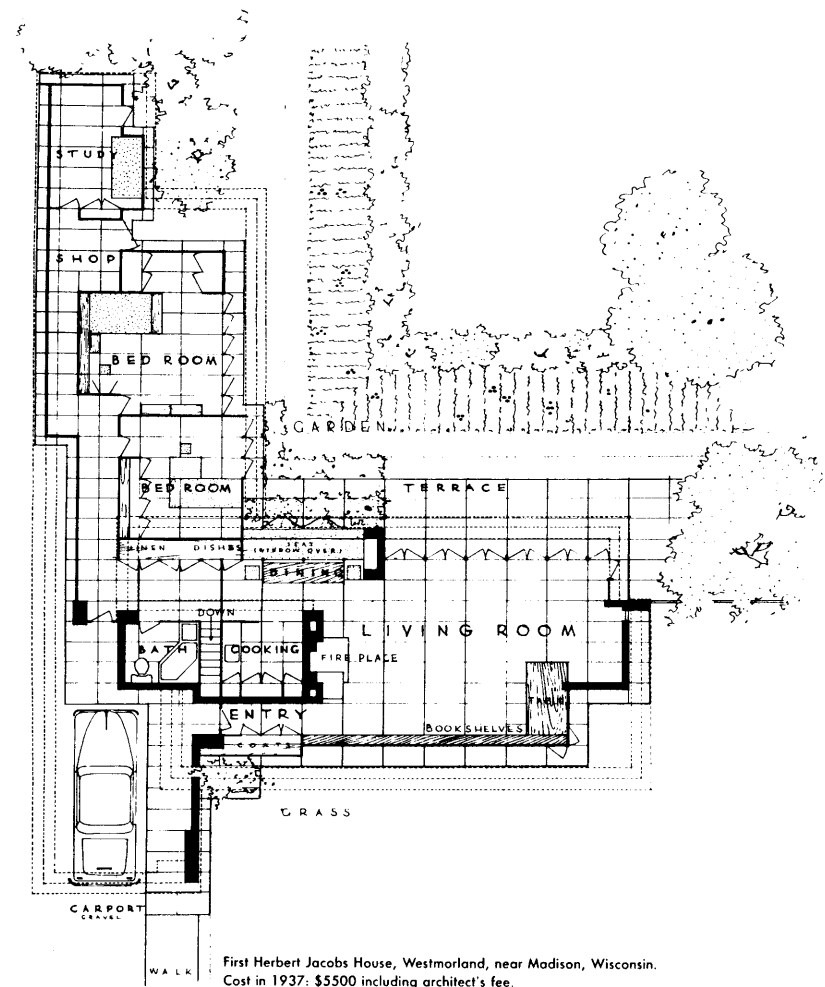 STUDY
SHOP
BED ROOM
GARDEN
BED ROOM
TERRACE
LINEN DISHES
SEAT
(WINDOW OVER)
DINING
DOWN
LIVING ROOM
BATH
COOKING
FIRE PLACE
TABLE
ENTRY
BOOKSHELVES
COATS
GRASS
CARPORT
GRAVEL
WALK
First Herbert Jacobs House, Westmorland, near Madison, Wisconsin.
Cost in 1937: $5500 including architect's fee.